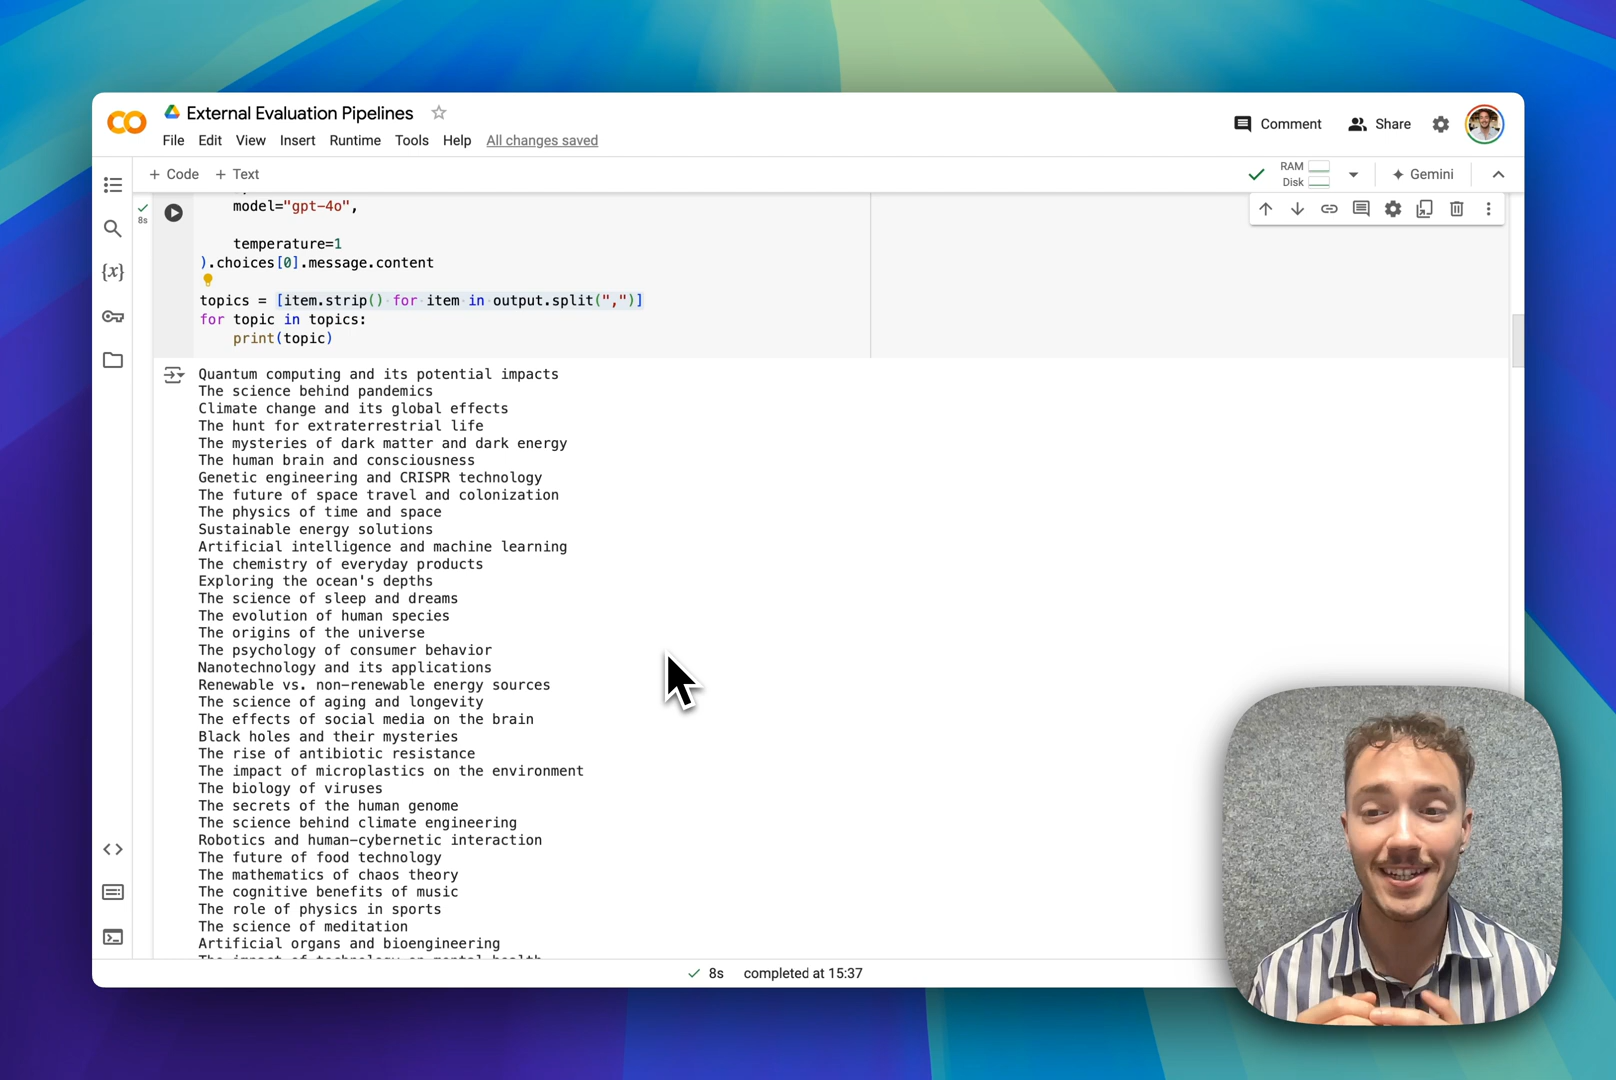 External Evaluation Pipelines
File Edit View Insert Runtime Tools Help All changes saved
Comment Share
+ Code + Text
RAM
Disk
Gemini
8s
model="gpt-4o",
temperature=1
).choices[0].message.content
topics = [item.strip() for item in output.split(",")]
for topic in topics:
print(topic)
Quantum computing and its potential impacts
The science behind pandemics
Climate change and its global effects
The hunt for extraterrestrial life
The mysteries of dark matter and dark energy
The human brain and consciousness
Genetic engineering and CRISPR technology
The future of space travel and colonization
The physics of time and space
Sustainable energy solutions
Artificial intelligence and machine learning
The chemistry of everyday products
Exploring the ocean's depths
The science of sleep and dreams
The evolution of human species
The origins of the universe
The psychology of consumer behavior
Nanotechnology and its applications
Renewable vs. non-renewable energy sources
The science of aging and longevity
The effects of social media on the brain
Black holes and their mysteries
The rise of antibiotic resistance
The impact of microplastics on the environment
The biology of viruses
The secrets of the human genome
The science behind climate engineering
Robotics and human-cybernetic interaction
The future of food technology
The mathematics of chaos theory
The cognitive benefits of music
The role of physics in sports
The science of meditation
Artificial organs and bioengineering
The impact of technology on mental health
8s completed at 15:37